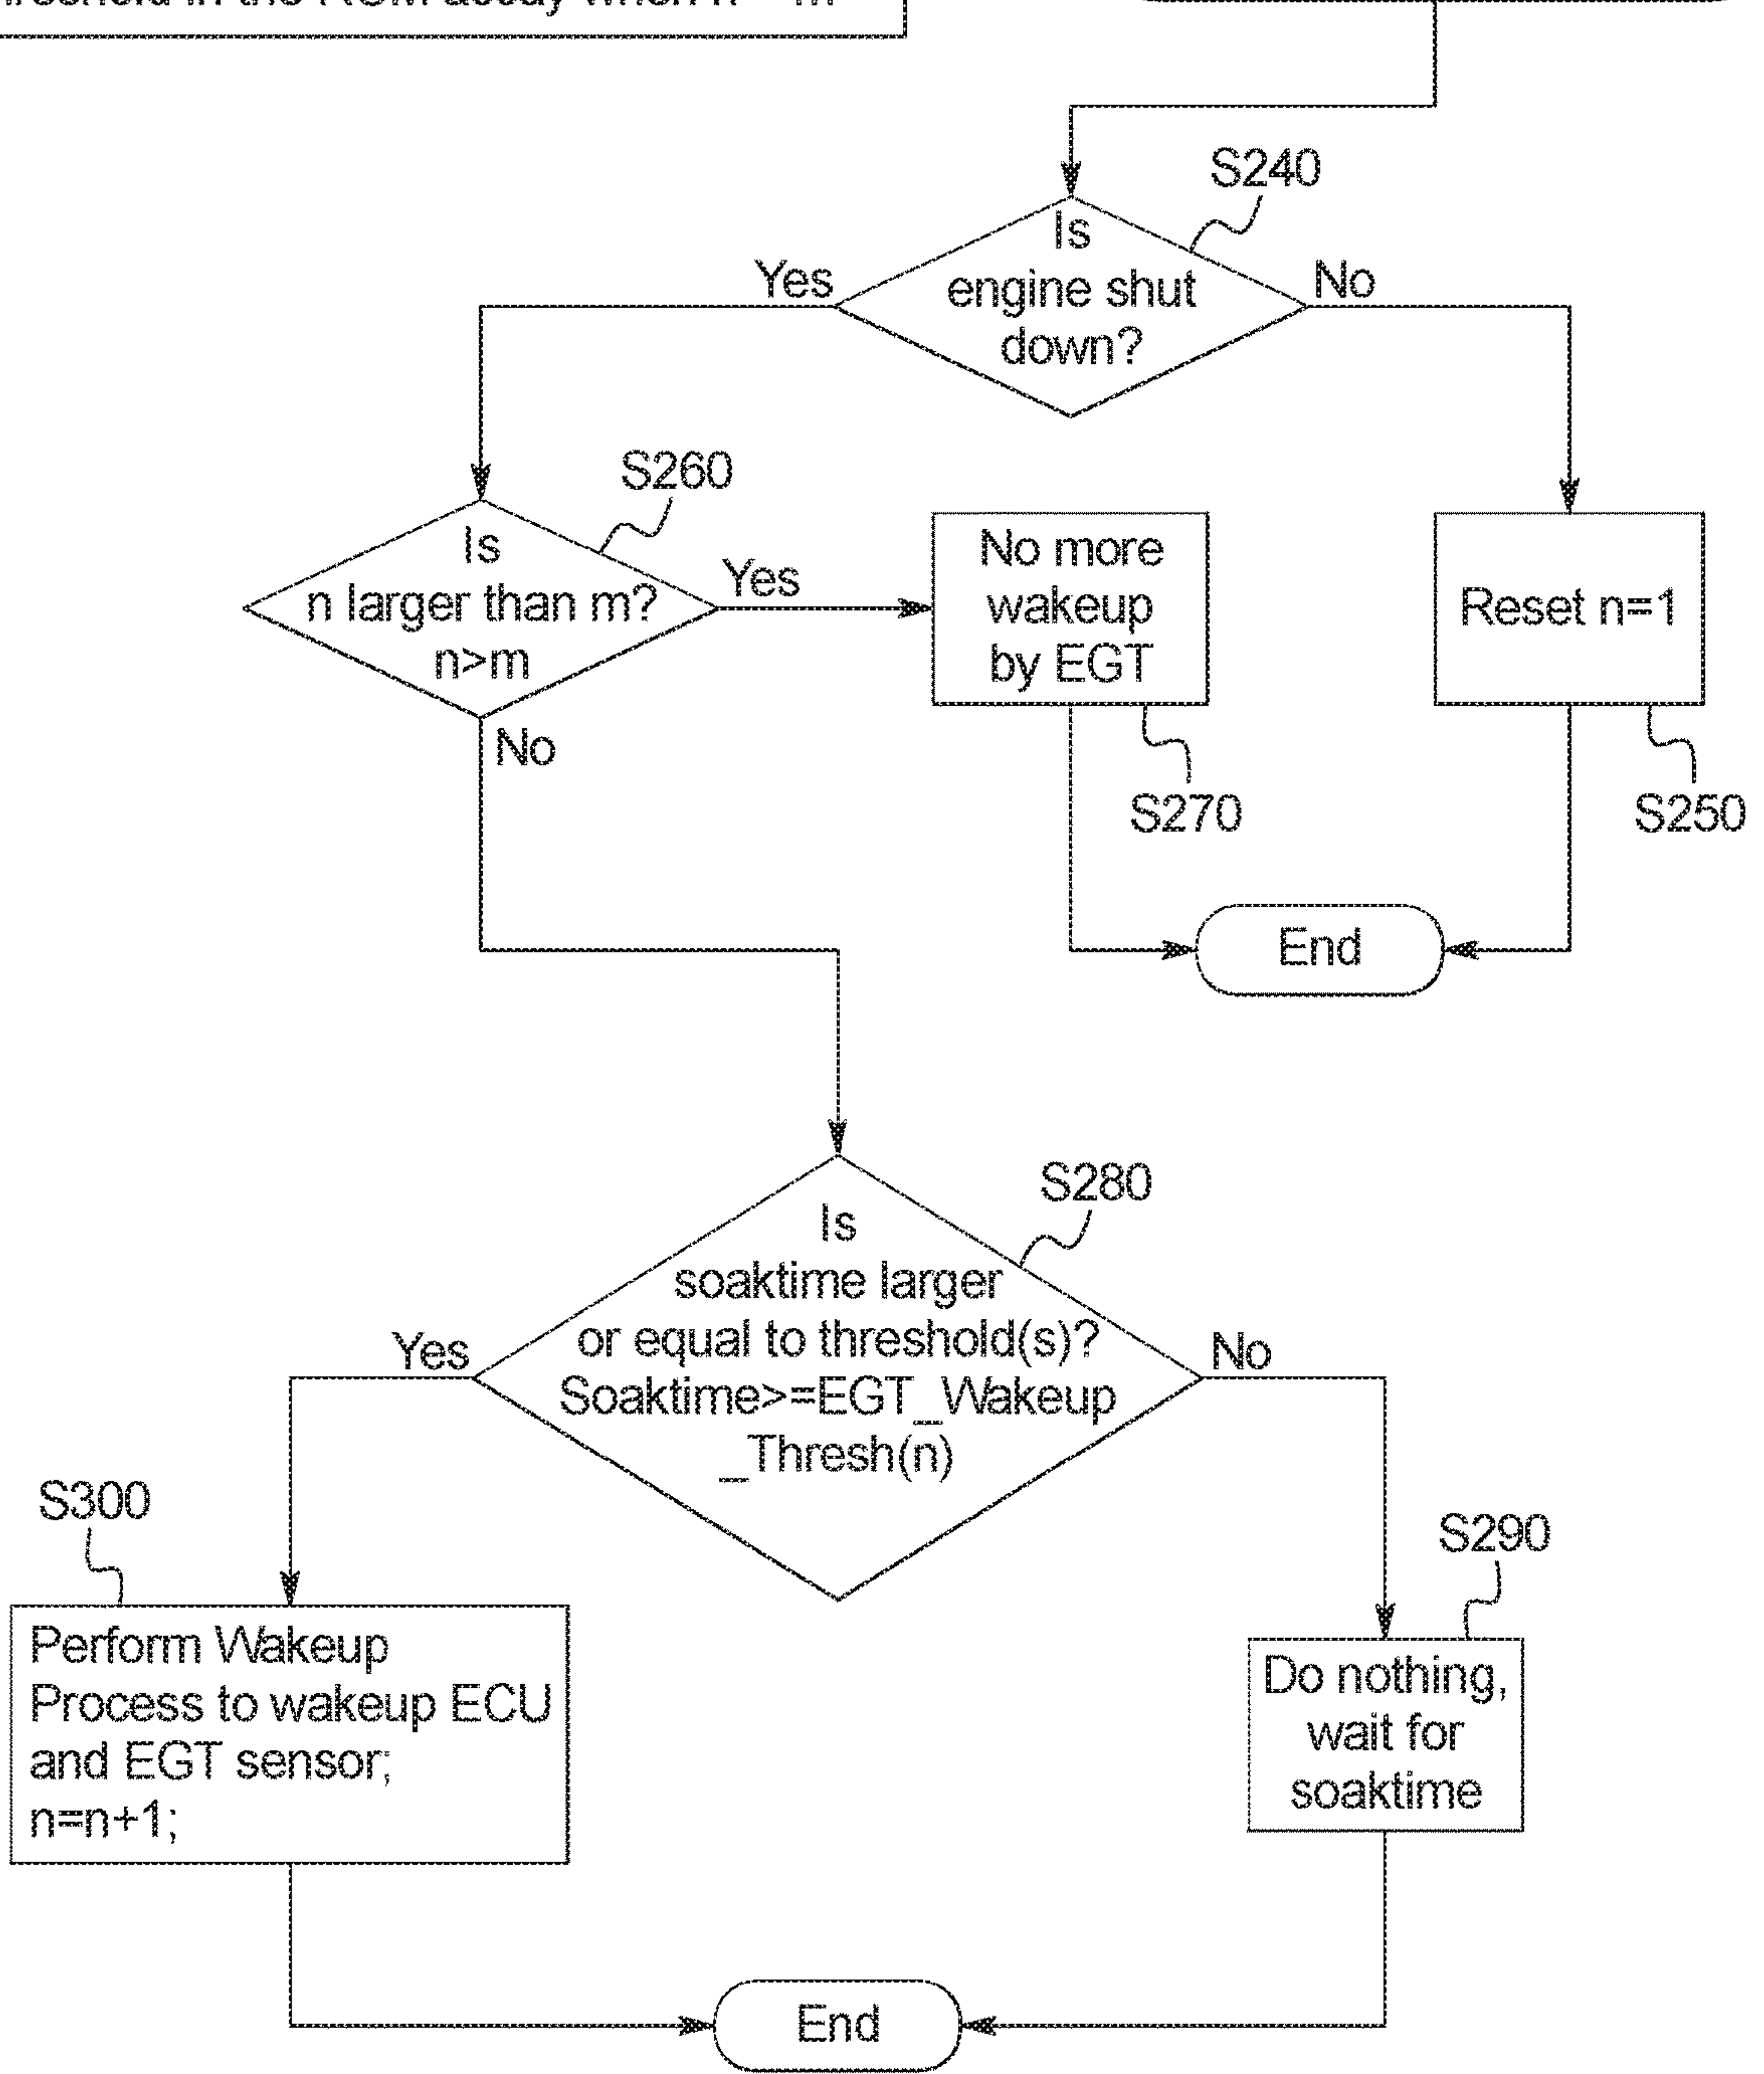 S240
Is
engine shut
down?
Yes
No
S260
Is
n larger than m?
n>m
Yes
No
No more
wakeup
by EGT
S270
Reset n=1
S250
End
S280
Is
soaktime larger
or equal to threshold(s)?
Soaktime>=EGT_Wakeup
_Thresh(n)
Yes
No
S300
Perform Wakeup
Process to wakeup ECU
and EGT sensor;
n=n+1;
S290
Do nothing,
wait for
soaktime
End